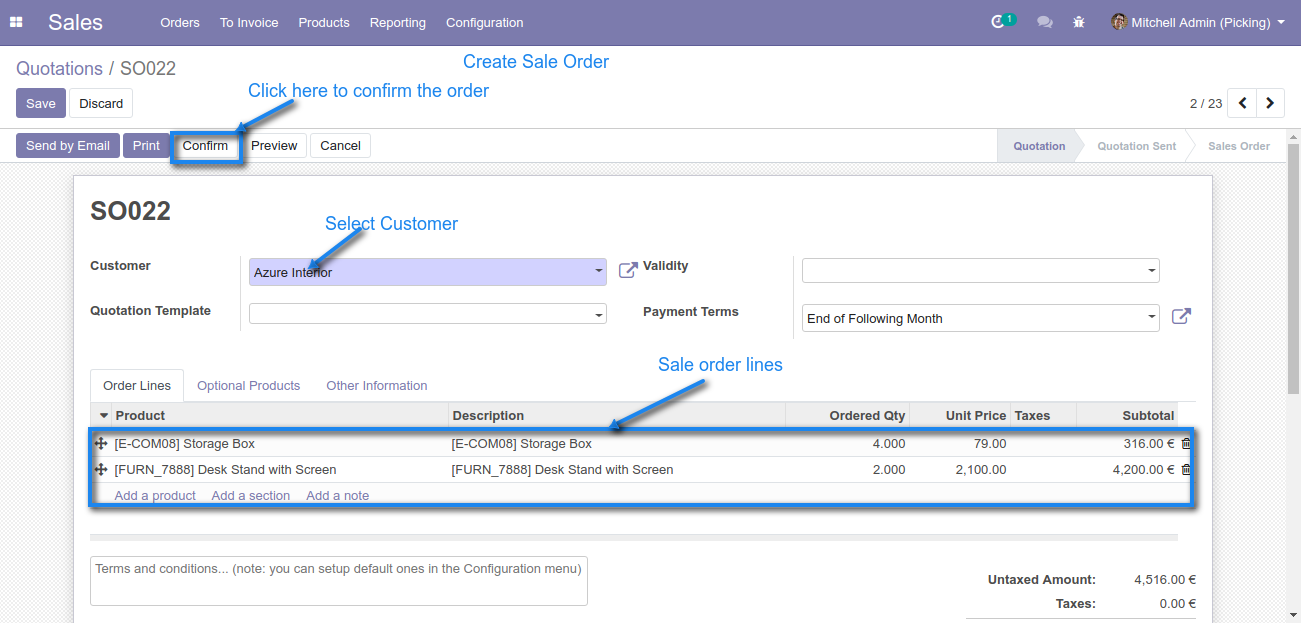 Sales Orders To Invoice Products Reporting Configuration 1 Mitchell Admin (Picking)
Create Sale Order
Quotations / SO022
Click here to confirm the order
Save Discard 2 / 23
Send by Email Print Confirm Preview Cancel Quotation Quotation Sent Sales Order
SO022
Select Customer
Customer Azure Interior Validity
Quotation Template Payment Terms End of Following Month
Sale order lines
Order Lines Optional Products Other Information
Product Description Ordered Qty Unit Price Taxes Subtotal
[E-COM08] Storage Box [E-COM08] Storage Box 4.000 79.00 316.00 €
[FURN_7888] Desk Stand with Screen [FURN_7888] Desk Stand with Screen 2.000 2,100.00 4,200.00 €
Add a product Add a section Add a note
Terms and conditions... (note: you can setup default ones in the Configuration menu)
Untaxed Amount: 4,516.00 €
Taxes: 0.00 €